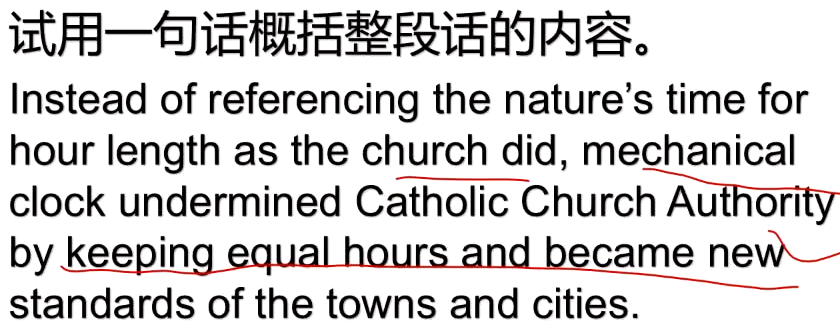 试用一句话概括整段话的内容。
Instead of referencing the nature's time for
hour length as the church did, mechanical
clock undermined Catholic Church Authority
by keeping equal hours and became new
standards of the towns and cities.